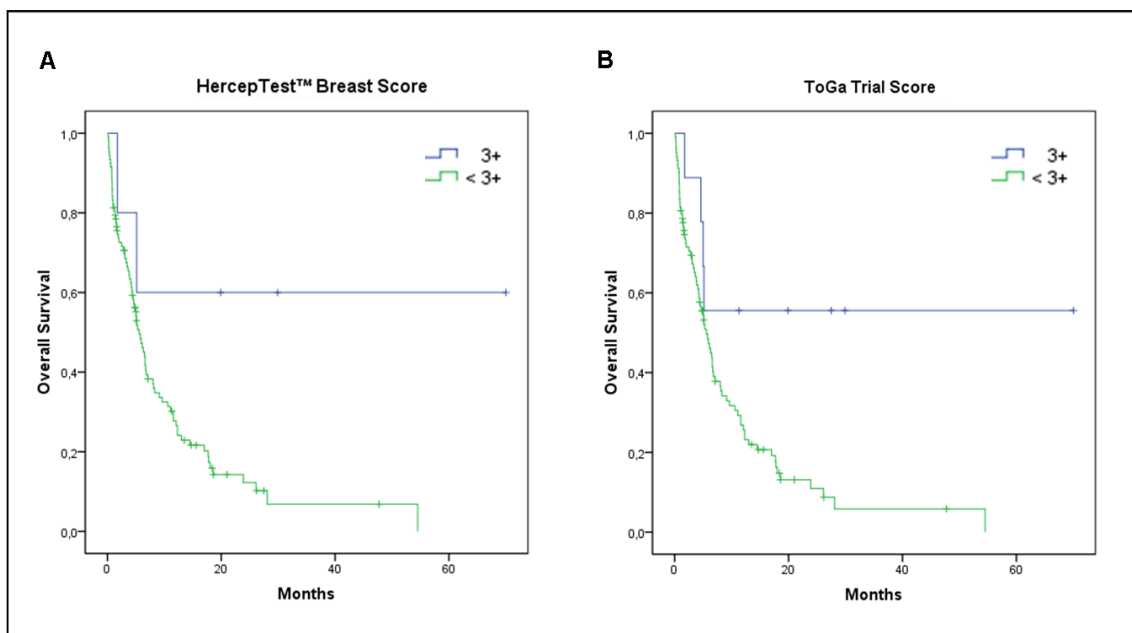 A
HercepTest™ Breast Score
3+
< 3+
1,0
0,8
0,6
0,4
0,2
0,0
Overall Survival
0 20 40 60
Months
B
ToGa Trial Score
3+
< 3+
1,0
0,8
0,6
0,4
0,2
0,0
Overall Survival
0 20 40 60
Months